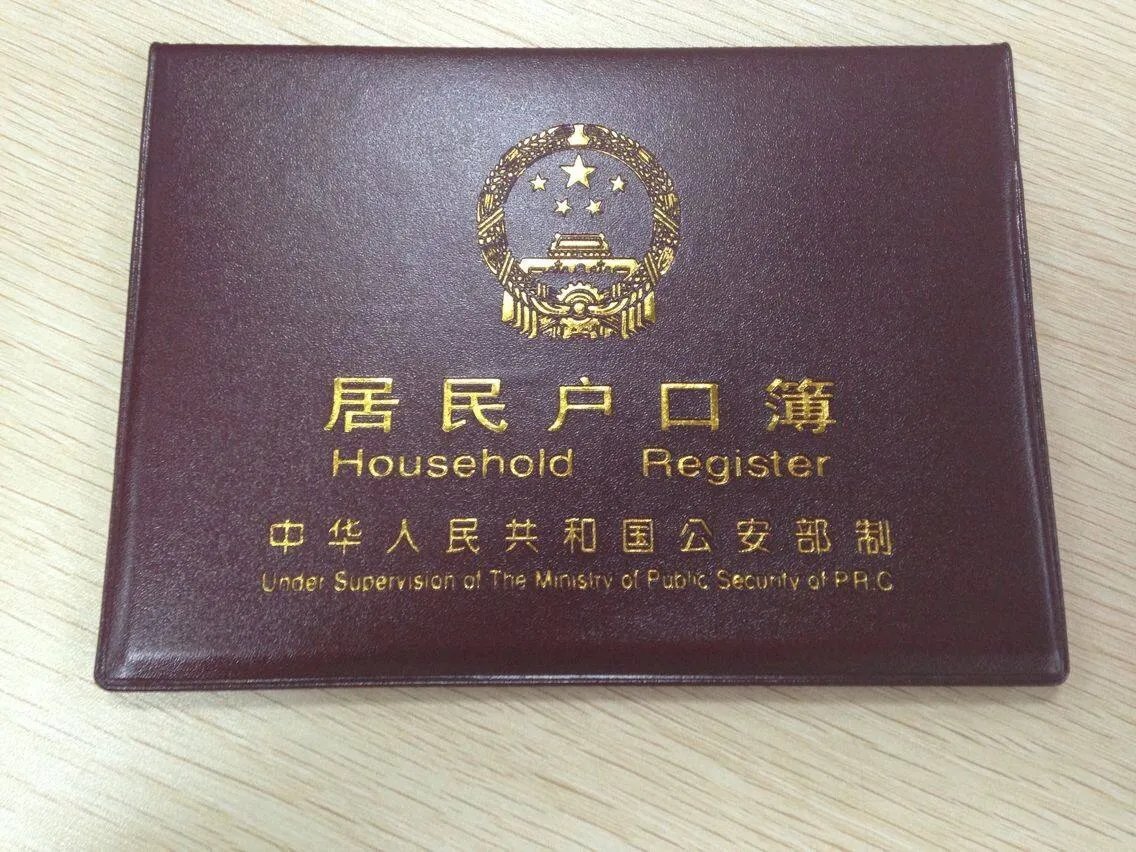 居民户口簿
Household Register
中华人民共和国公安部制
Under Supervision of The Ministry of Public Security of P.R.C